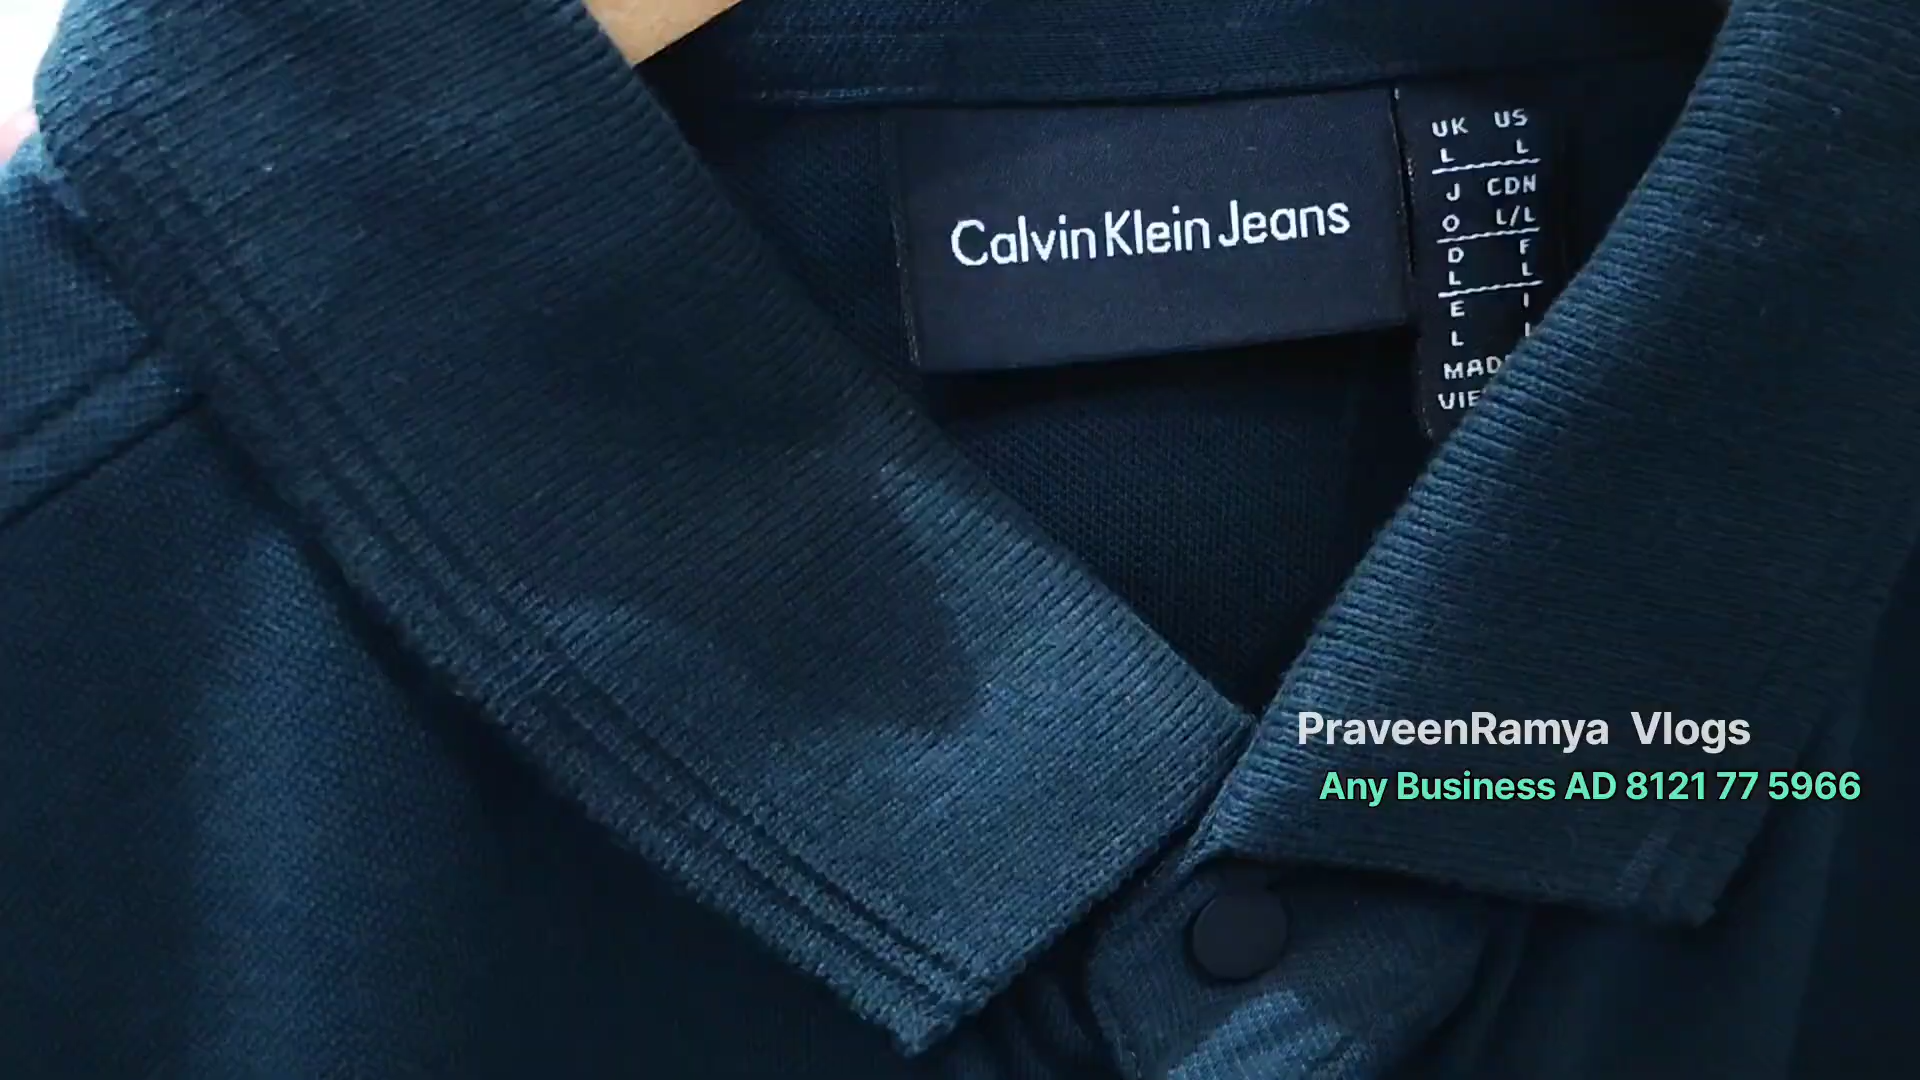 Calvin Klein Jeans
UK US
L L
J CDN
O L/L
D F
L L
E I
L L
MAD
VIE
PraveenRamya Vlogs
Any Business AD 8121 77 5966